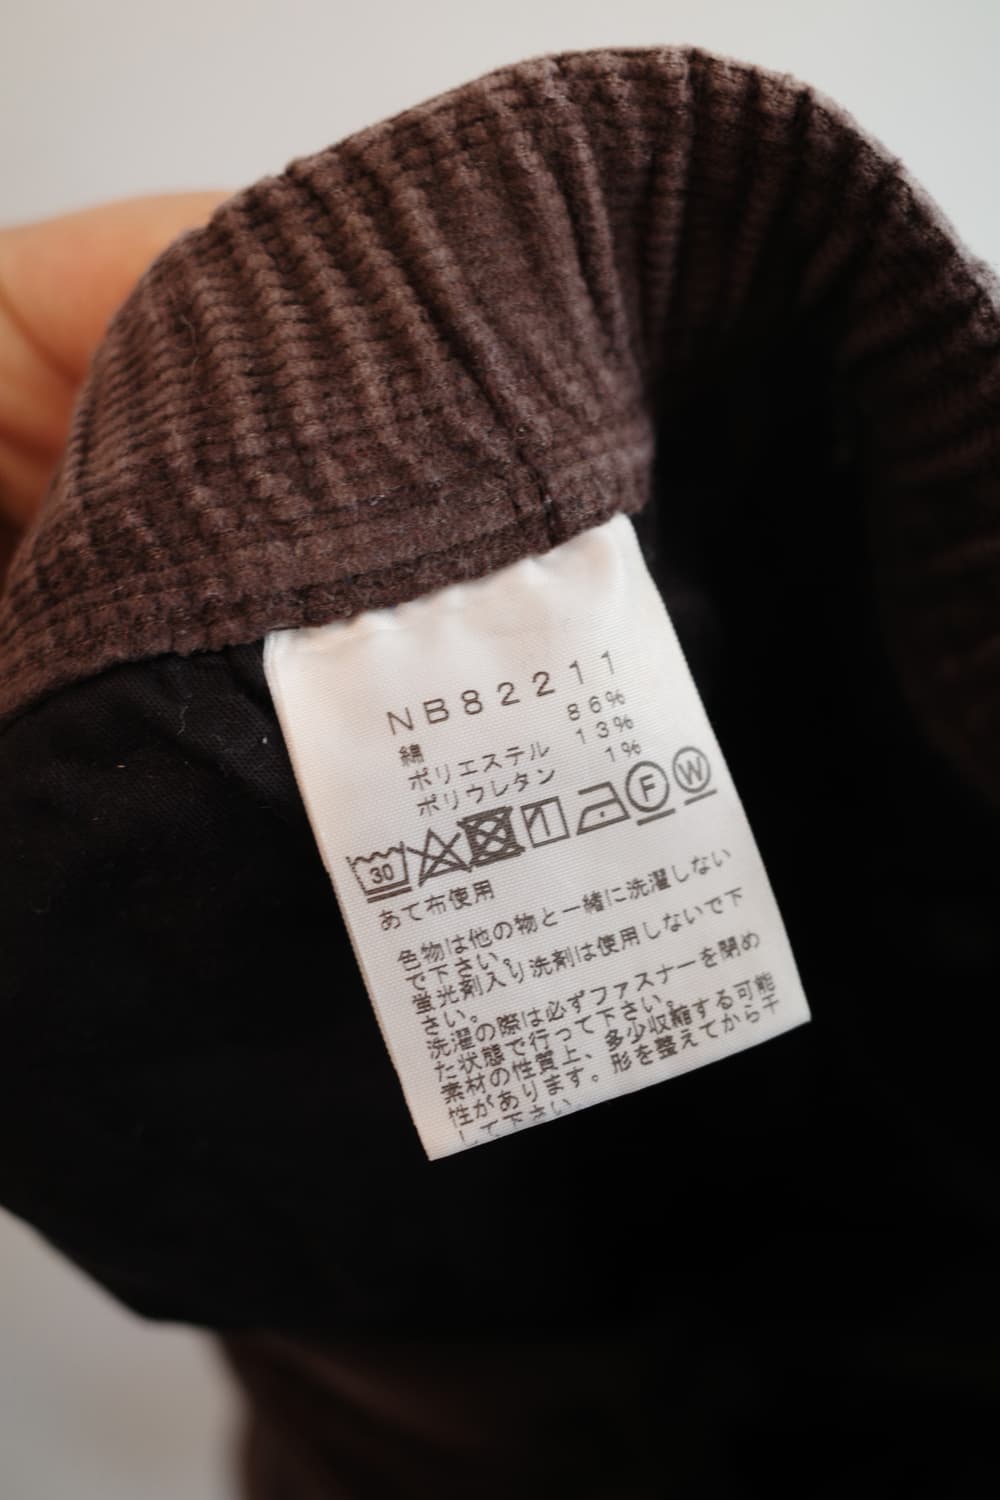 NB82211
綿 86%
ポリエステル 13%
ポリウレタン 1%
30 F W
あて布使用
色物は他の物と一緒に洗濯しない
で下さい。
蛍光剤入り洗剤は使用しないで下
さい。
洗濯の際は必ずファスナーを閉め
た状態で行って下さい。
素材の性質上、多少収縮する可能
性があります。形を整えてから干
して下さい。